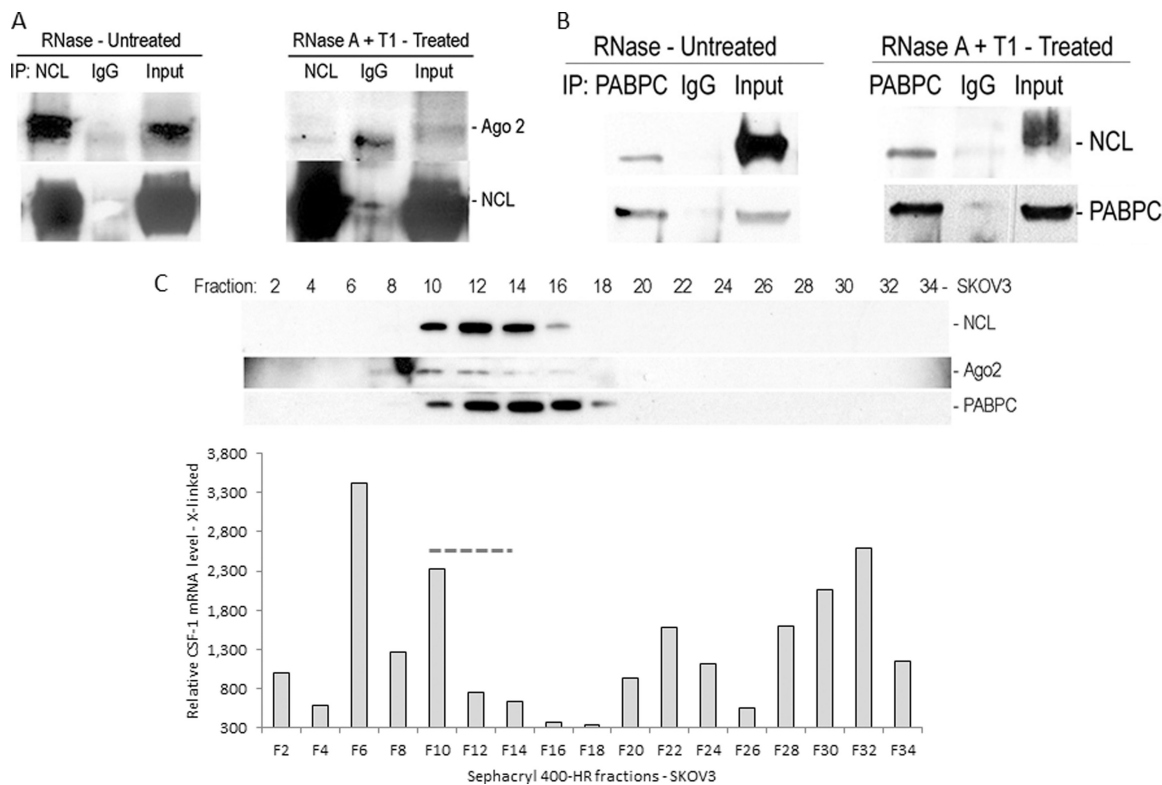 A
RNase - Untreated
RNase A + T1 - Treated
IP: NCL IgG Input
NCL IgG Input
- Ago 2
- NCL
B
RNase - Untreated
RNase A + T1 - Treated
IP: PABPC IgG Input
PABPC IgG Input
- NCL
- PABPC
C
Fraction: 2 4 6 8 10 12 14 16 18 20 22 24 26 28 30 32 34 - SKOV3
- NCL
- Ago2
- PABPC
Relative CSF-1 mRNA level - X-linked
3,800
3,300
2,800
2,300
1,800
1,300
800
300
F2 F4 F6 F8 F10 F12 F14 F16 F18 F20 F22 F24 F26 F28 F30 F32 F34
Sephacryl 400-HR fractions - SKOV3